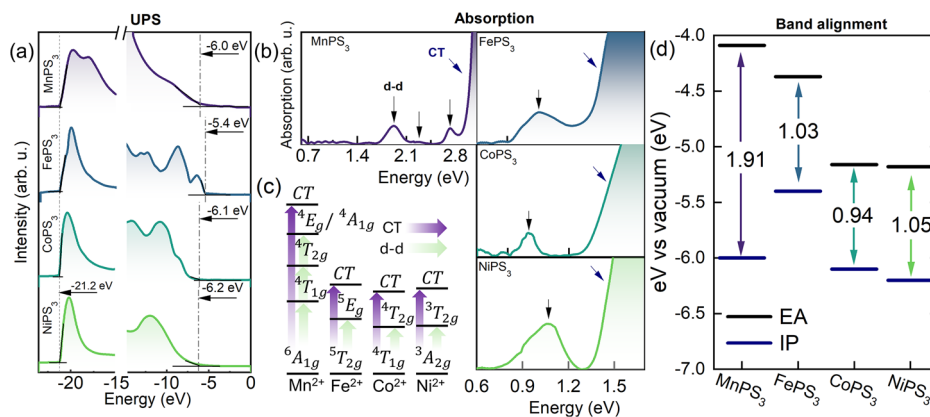 UPS
Absorption
(a)
MnPS3
-6.0 eV
FePS3
-5.4 eV
CoPS3
-6.1 eV
NiPS3
-21.2 eV
-6.2 eV
Intensity (arb. u.)
-20 -15 -10 -5 0
Energy (eV)
(b)
Absorption (arb. u.)
MnPS3
CT
d-d
0.7 1.4 2.1 2.8
Energy (eV)
FePS3
CoPS3
NiPS3
0.6 0.9 1.2 1.5
Energy (eV)
(c)
CT
4Eg / 4A1g
CT
4T2g
d-d
4T1g
CT
5Eg
CT
4T2g
CT
3T2g
6A1g 5T2g 4T1g 3A2g
Mn2+ Fe2+ Co2+ Ni2+
(d)
Band alignment
eV vs vacuum (eV)
-4.0
-4.5
-5.0
-5.5
-6.0
-6.5
-7.0
1.91
1.03
0.94
1.05
EA
IP
MnPS3 FePS3 CoPS3 NiPS3